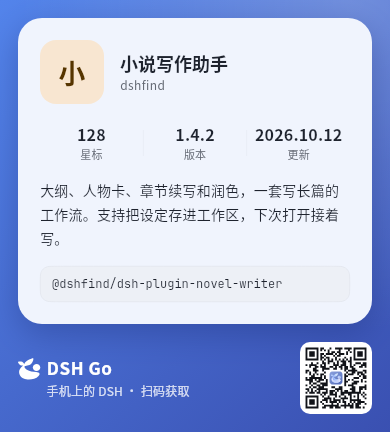 小
小说写作助手
dshfind
128
星标
1.4.2
版本
2026.10.12
更新
大纲、人物卡、章节续写和润色，一套写长篇的
工作流。支持把设定存进工作区，下次打开接着
写。
@dshfind/dsh-plugin-novel-writer
DSH Go
手机上的 DSH · 扫码获取